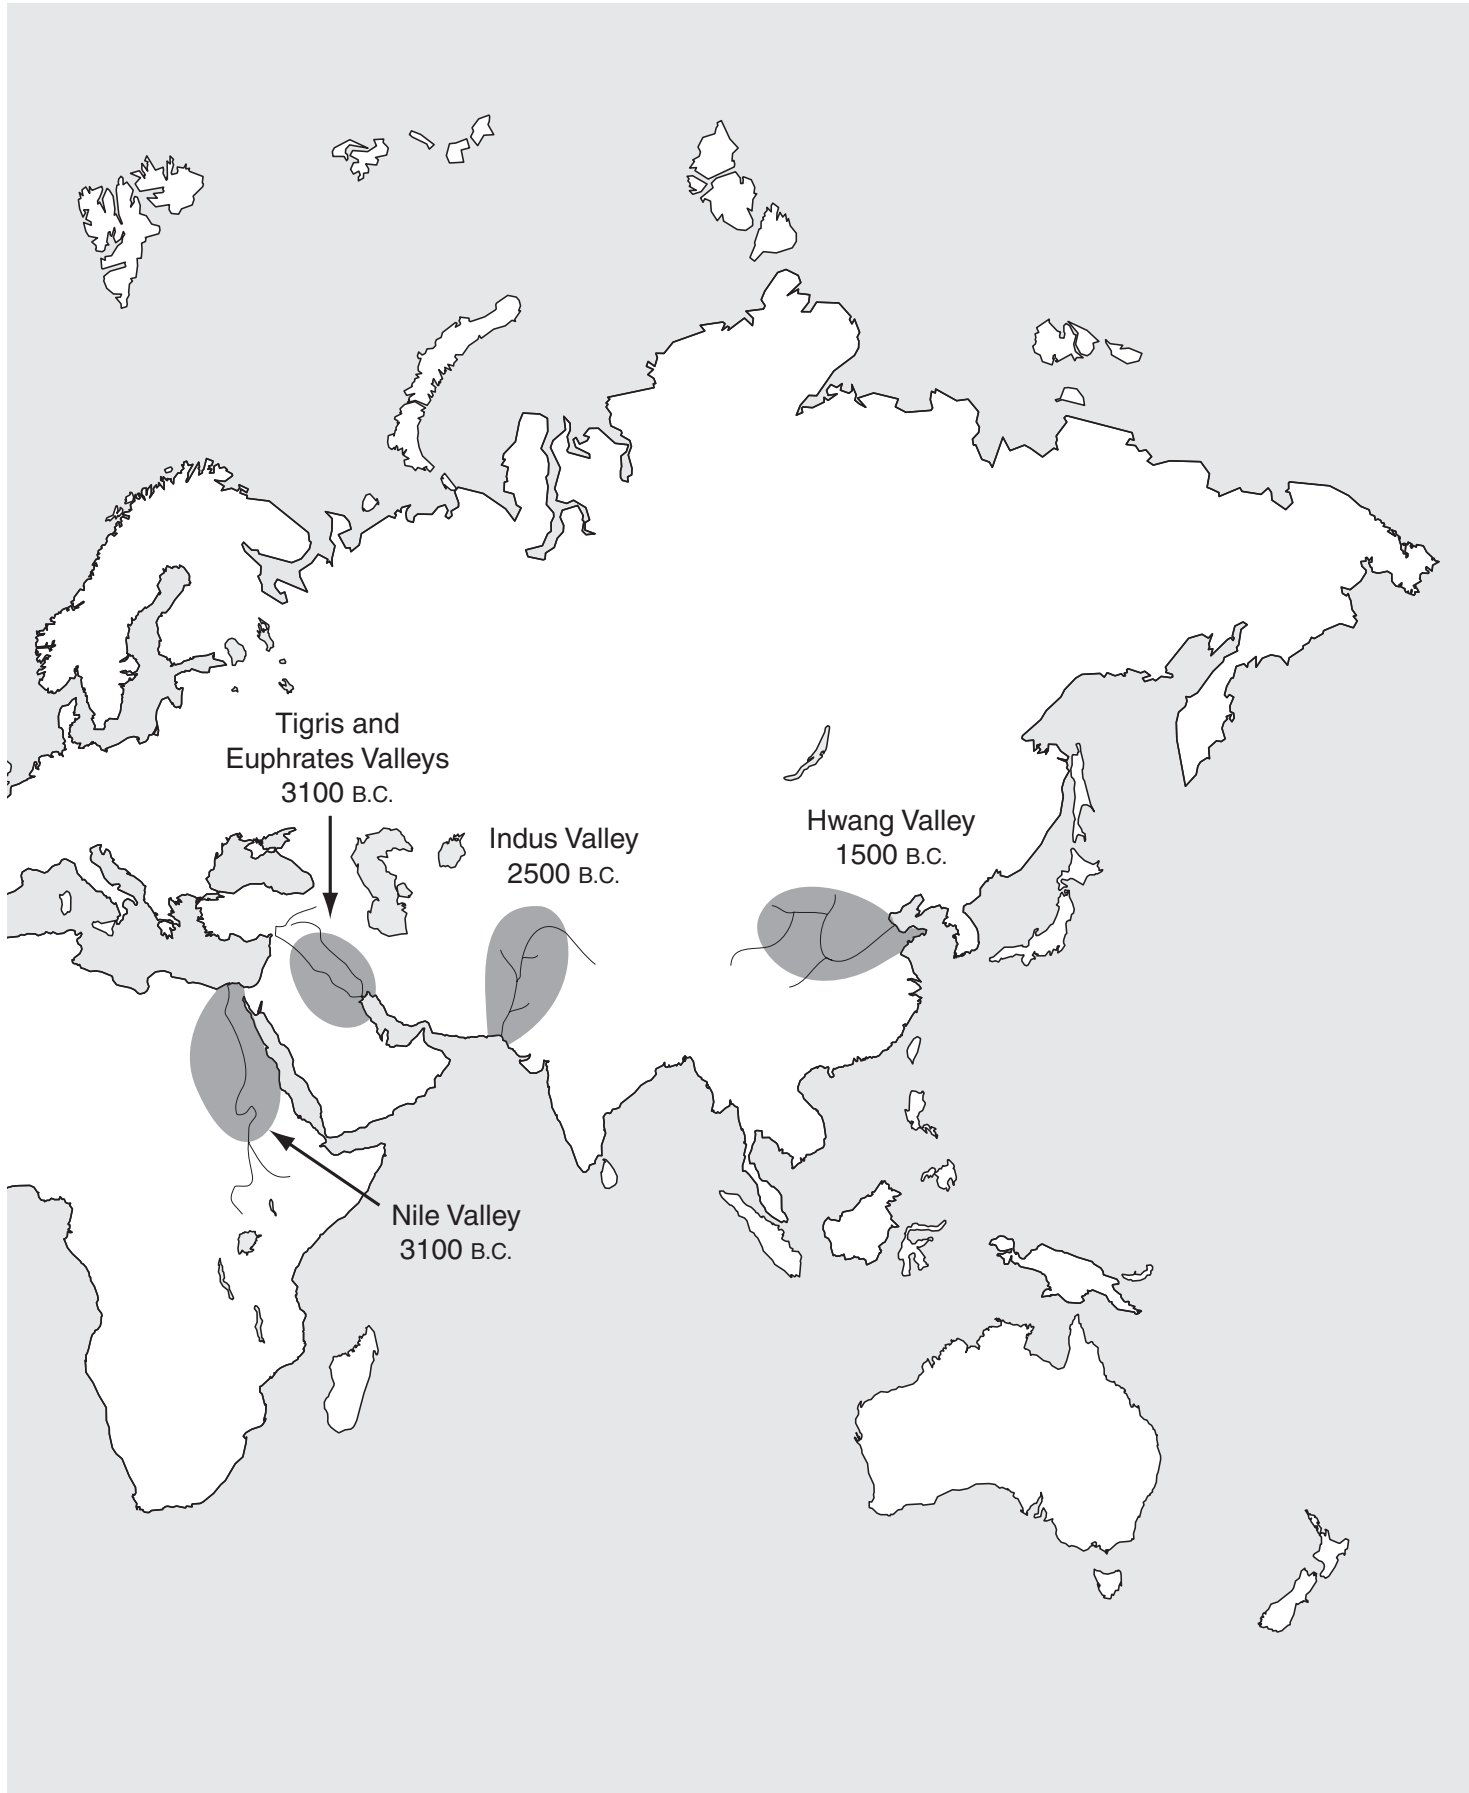 Tigris and
Euphrates Valleys
3100 B.C.
Indus Valley
2500 B.C.
Hwang Valley
1500 B.C.
Nile Valley
3100 B.C.